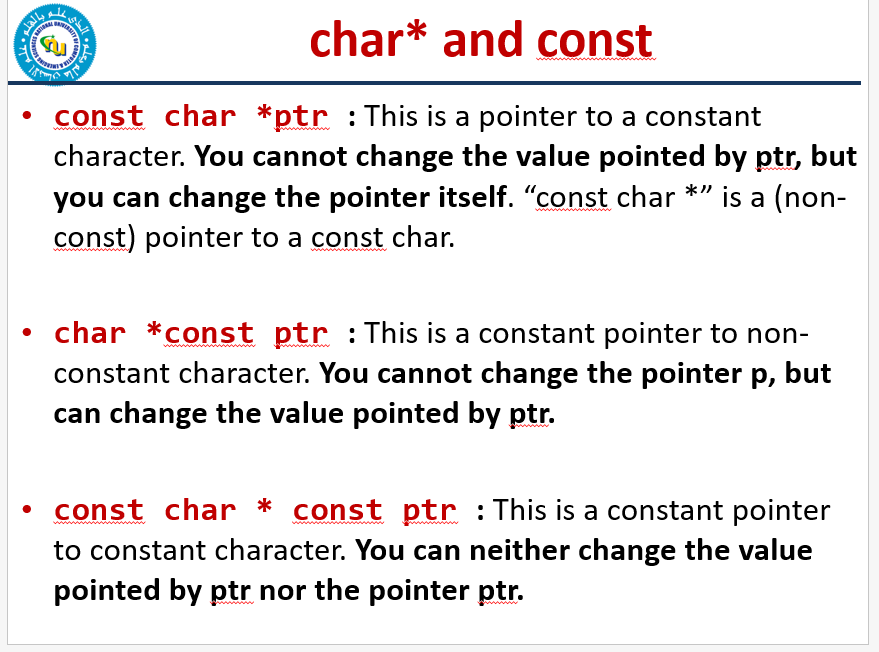 char* and const
• const char *ptr : This is a pointer to a constant
character. You cannot change the value pointed by ptr, but
you can change the pointer itself. “const char *” is a (non-
const) pointer to a const char.
• char *const ptr : This is a constant pointer to non-
constant character. You cannot change the pointer p, but
can change the value pointed by ptr.
• const char * const ptr : This is a constant pointer
to constant character. You can neither change the value
pointed by ptr nor the pointer ptr.